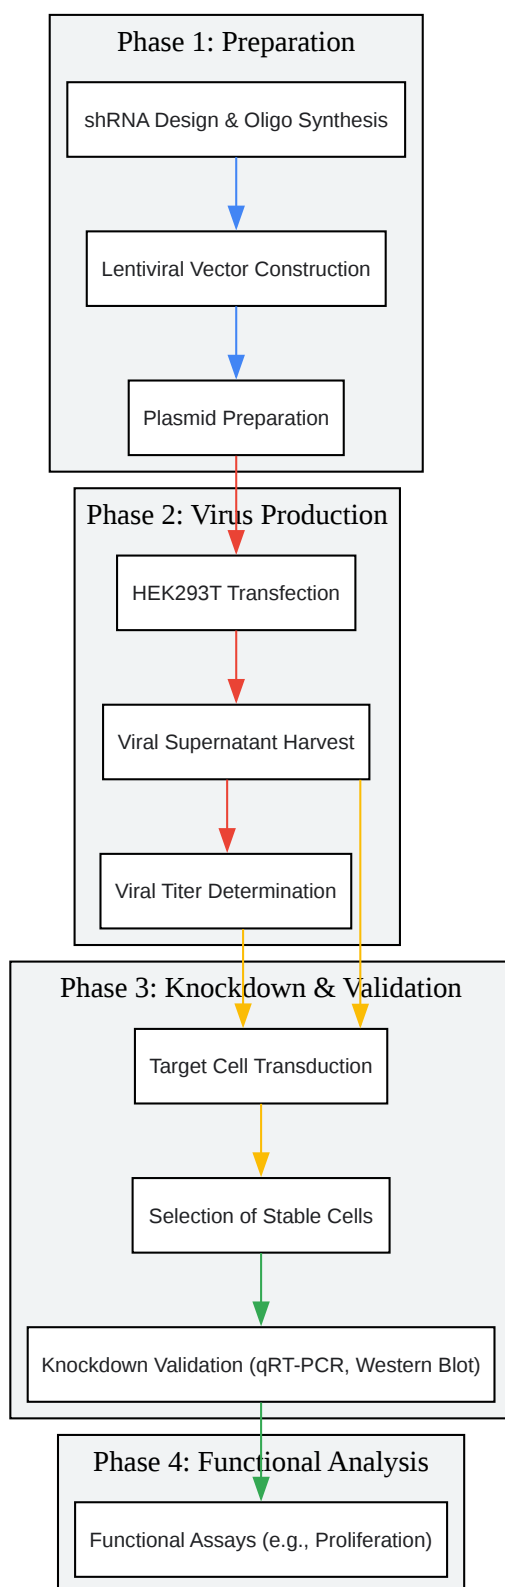 Phase 1: Preparation
shRNA Design & Oligo Synthesis
Lentiviral Vector Construction
Plasmid Preparation
Phase 2: Virus Production
HEK293T Transfection
Viral Supernatant Harvest
Viral Titer Determination
Phase 3: Knockdown & Validation
Target Cell Transduction
Selection of Stable Cells
Knockdown Validation (qRT-PCR, Western Blot)
Phase 4: Functional Analysis
Functional Assays (e.g., Proliferation)